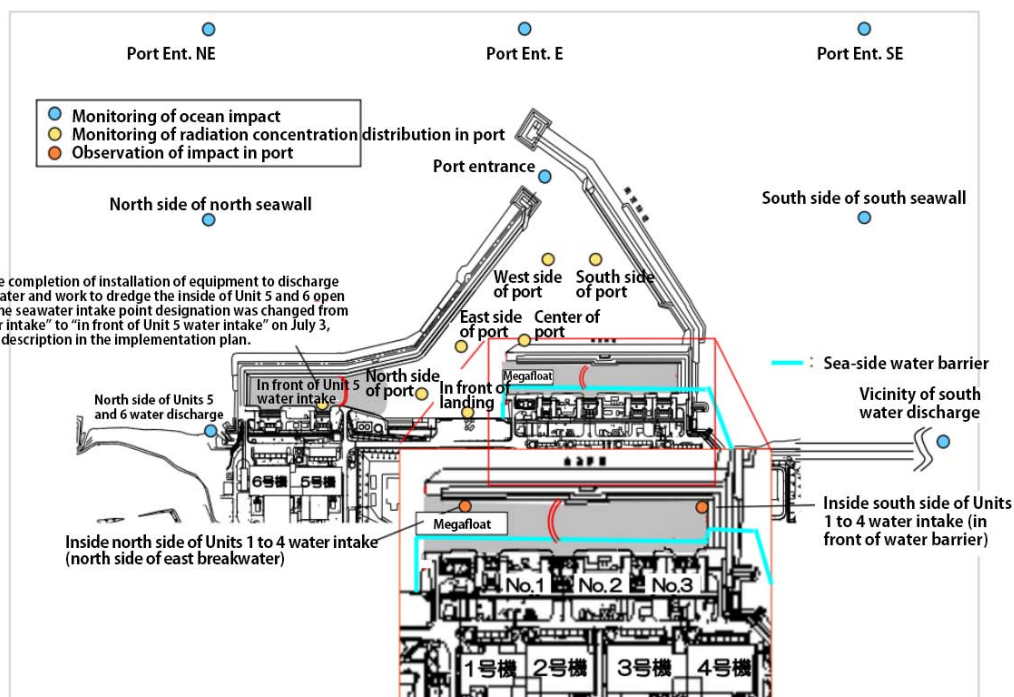 Port Ent. NE
Port Ent. E
Port Ent. SE
Monitoring of ocean impact
Monitoring of radiation concentration distribution in port
Observation of impact in port
Port entrance
North side of north seawall
South side of south seawall
e completion of installation of equipment to discharge
ater and work to dredge the inside of Unit 5 and 6 open
he seawater intake point designation was changed from
r intake" to "in front of Unit 5 water intake" on July 3,
description in the implementation plan.
West side
of port
South side
of port
East side
of port
Center of
port
Megafloat
: Sea-side water barrier
In front of Unit 5
water intake
North side
of port
In front of
landing
North side of Units 5
and 6 water discharge
Vicinity of south
water discharge
6号機
5号機
Megafloat
Inside north side of Units 1 to 4 water intake
(north side of east breakwater)
Inside south side of Units
1 to 4 water intake (in
front of water barrier)
No.1
No.2
No.3
1号機
2号機
3号機
4号機